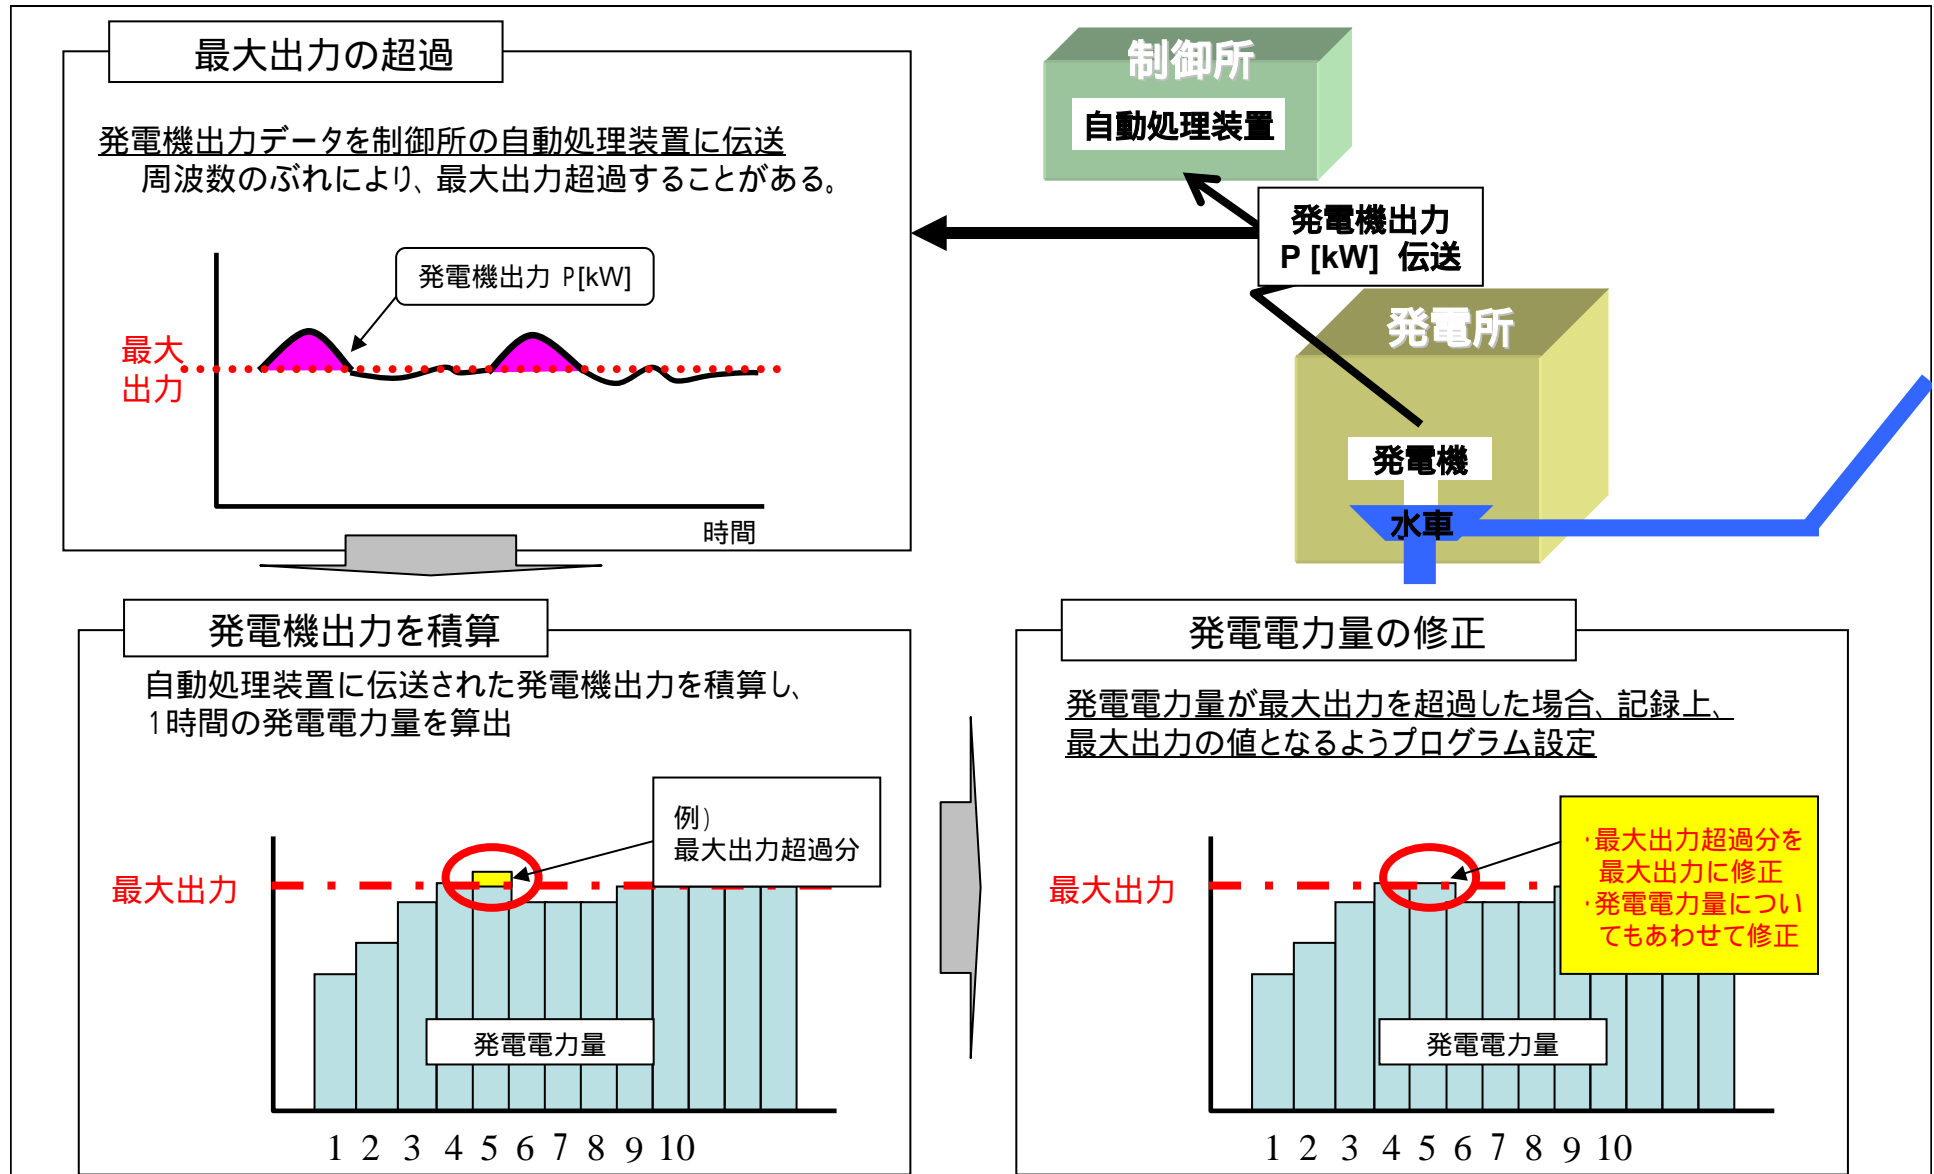 最大出力の超過
発電機出力データを制御所の自動処理装置に伝送
周波数のぶれにより、最大出力超過することがある。
発電機出力 P[kW]
最大
出力
時間
制御所
自動処理装置
発電機出力
P [kW] 伝送
発電所
発電機
水車
発電機出力を積算
自動処理装置に伝送された発電機出力を積算し、
1時間の発電電力量を算出
例)
最大出力超過分
最大出力
発電電力量
1 2 3 4 5 6 7 8 9 10
発電電力量の修正
発電電力量が最大出力を超過した場合、記録上、
最大出力の値となるようプログラム設定
・最大出力超過分を
最大出力に修正
・発電電力量につい
てもあわせて修正
最大出力
発電電力量
1 2 3 4 5 6 7 8 9 10